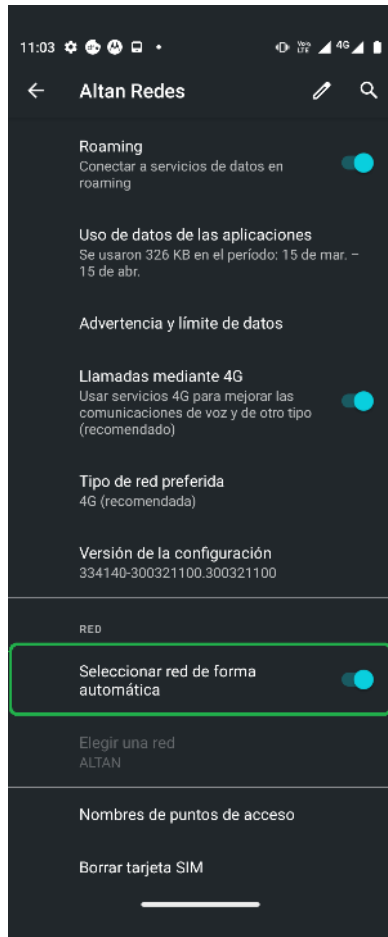 11:03
Vo))
LTE
4G
Altan Redes
Roaming
Conectar a servicios de datos en
roaming
Uso de datos de las aplicaciones
Se usaron 326 KB en el período: 15 de mar. –
15 de abr.
Advertencia y límite de datos
Llamadas mediante 4G
Usar servicios 4G para mejorar las
comunicaciones de voz y de otro tipo
(recomendado)
Tipo de red preferida
4G (recomendada)
Versión de la configuración
334140-300321100.300321100
RED
Seleccionar red de forma
automática
Elegir una red
ALTAN
Nombres de puntos de acceso
Borrar tarjeta SIM